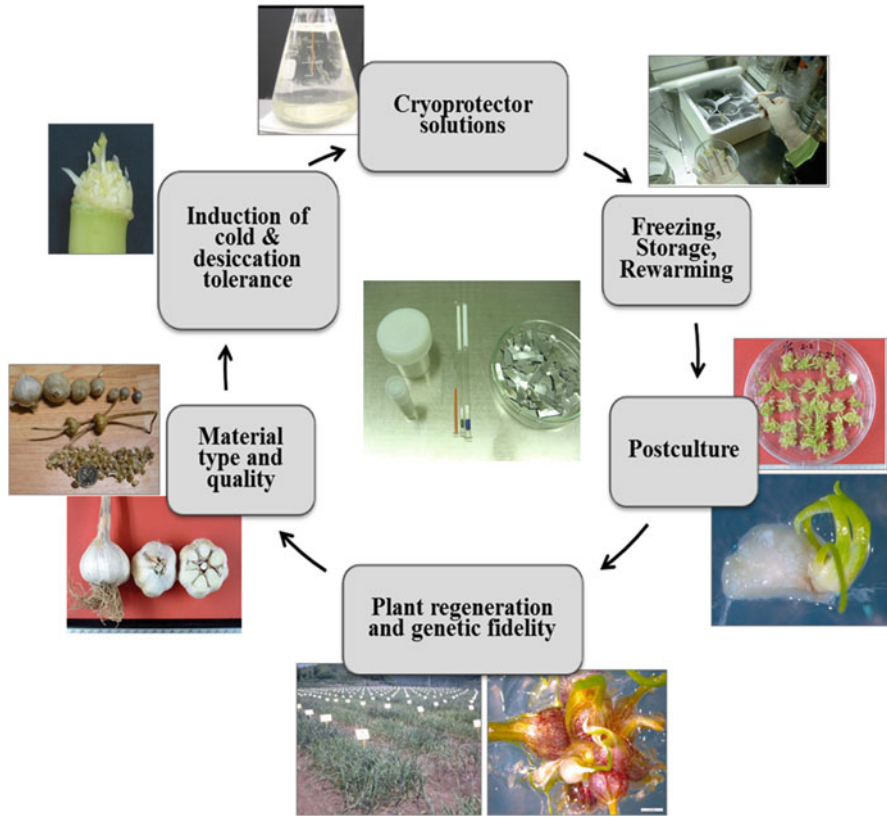 Cryoprotector
solutions
Freezing,
Storage,
Rewarming
Postculture
Plant regeneration
and genetic fidelity
Material
type and
quality
Induction of
cold &
desiccation
tolerance